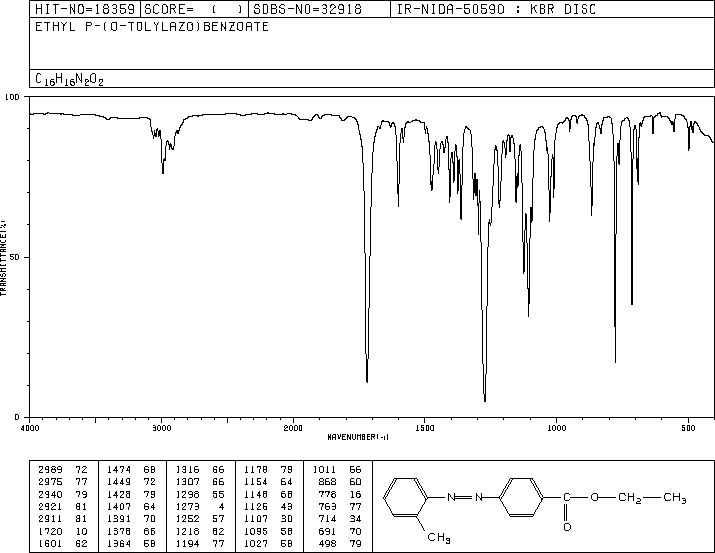 HIT-NO=18359 SCORE= ( ) SDBS-NO=32918 IR-NIDA-50590 : KBR DISC
ETHYL P-(O-TOLYLAZO)BENZOATE
C16H16N2O2
100
50
0
TRANSMITTANCE(%)
4000 3000 2000 1500 1000 500
WAVENUMBER(-1)
2989 72 1474 68 1316 66 1178 79 1011 66
2975 77 1449 72 1307 66 1154 64 868 60
2940 79 1428 79 1298 55 1148 68 778 16
2921 81 1407 64 1273 4 1126 43 763 77
2911 81 1391 70 1252 57 1107 30 714 34
1720 10 1378 66 1218 62 1095 58 691 70
1601 62 1364 58 1194 77 1027 58 498 79
N=N C-O-CH2-CH3
CH3 O